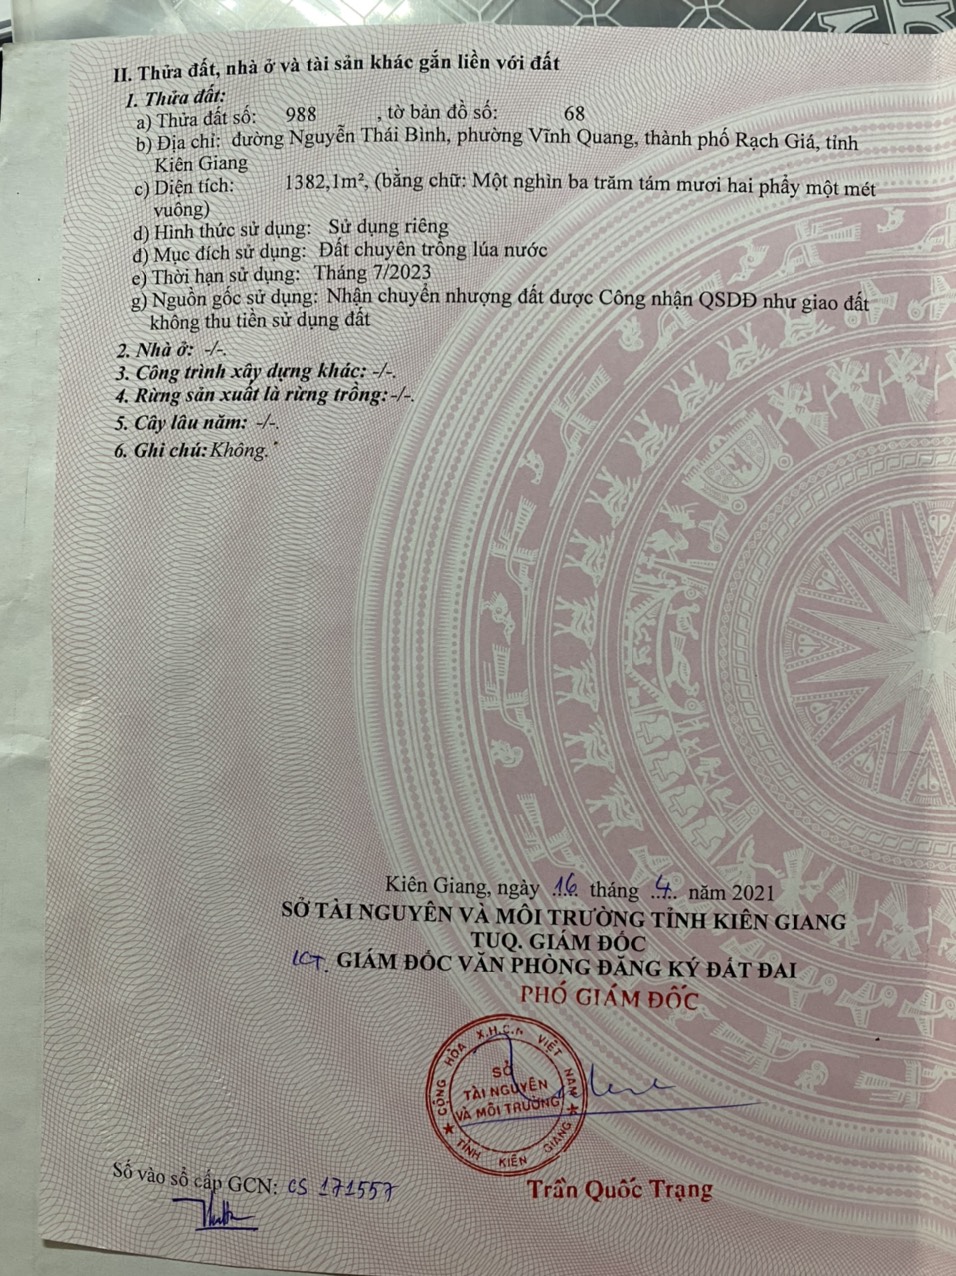 II. Thửa đất, nhà ở và tài sản khác gắn liền với đất
1. Thửa đất:
a) Thửa đất số: 988 , tờ bản đồ số: 68
b) Địa chỉ: đường Nguyễn Thái Bình, phường Vĩnh Quang, thành phố Rạch Giá, tỉnh
Kiên Giang
c) Diện tích: 1382,1m², (bằng chữ: Một nghìn ba trăm tám mươi hai phẩy một mét
vuông)
d) Hình thức sử dụng: Sử dụng riêng
đ) Mục đích sử dụng: Đất chuyên trồng lúa nước
e) Thời hạn sử dụng: Tháng 7/2023
g) Nguồn gốc sử dụng: Nhận chuyển nhượng đất được Công nhận QSDĐ như giao đất
không thu tiền sử dụng đất
2. Nhà ở: -/-.
3. Công trình xây dựng khác: -/-.
4. Rừng sản xuất là rừng trồng: -/-.
5. Cây lâu năm: -/-.
6. Ghi chú: Không.
Kiên Giang, ngày 16 tháng 4 năm 2021
SỞ TÀI NGUYÊN VÀ MÔI TRƯỜNG TỈNH KIÊN GIANG
TUQ. GIÁM ĐỐC
KT. GIÁM ĐỐC VĂN PHÒNG ĐĂNG KÝ ĐẤT ĐAI
PHÓ GIÁM ĐỐC
CỘNG HÒA X.H.C.N VIỆT NAM
SỞ
TÀI NGUYÊN
VÀ MÔI TRƯỜNG
TỈNH KIÊN GIANG
Số vào sổ cấp GCN: CS 171557
Trần Quốc Trạng